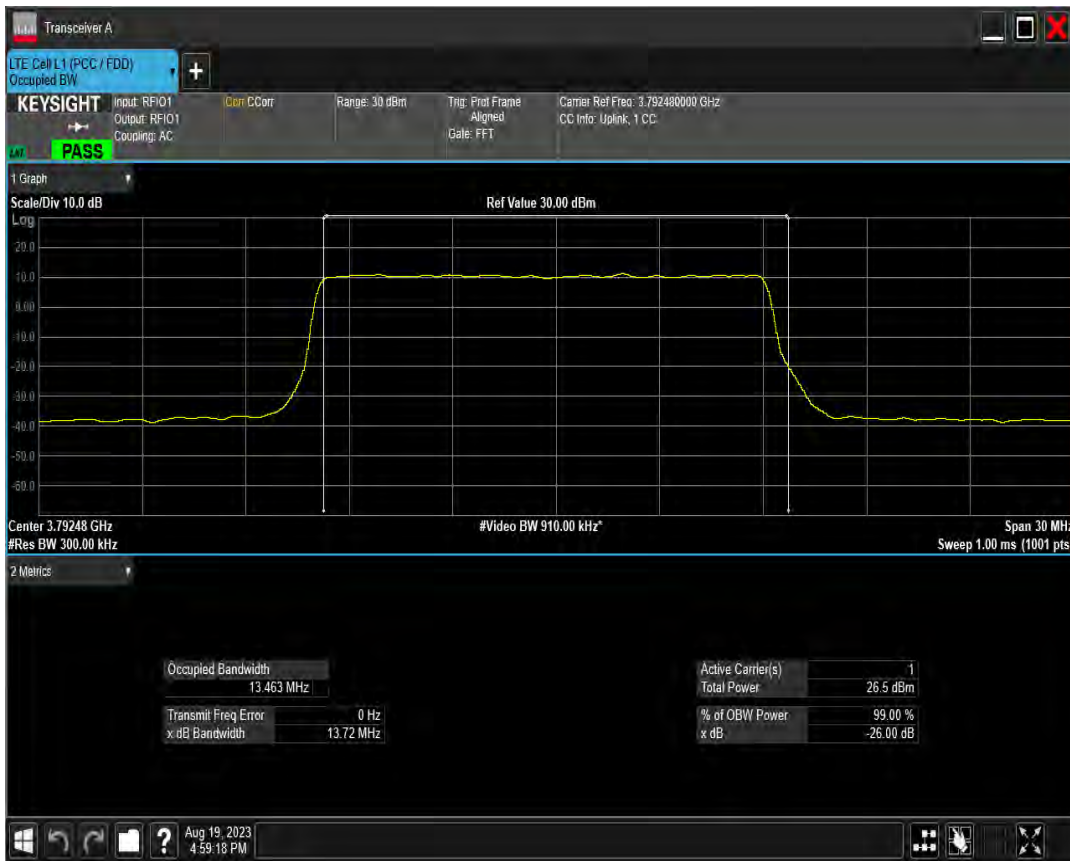 Transceiver A
LTE Cell L1 (PCC / FDD)
Occupied BW
+
KEYSIGHT
Input: RFIO1
Output: RFIO1
Coupling: AC
Corr CCorr
Range: 30 dBm
Trig: Prot Frame
Aligned
Gate: FFT
Carrier Ref Freq: 3.792480000 GHz
CC Info: Uplink, 1 CC
PASS
1 Graph
Scale/Div 10.0 dB
Ref Value 30.00 dBm
Log
20.0
10.0
0.00
-10.0
-20.0
-30.0
-40.0
-50.0
-60.0
Center 3.79248 GHz
#Video BW 910.00 kHz*
Span 30 MHz
#Res BW 300.00 kHz
Sweep 1.00 ms (1001 pts
2 Metrics
Occupied Bandwidth
13.463 MHz
Transmit Freq Error 0 Hz
x dB Bandwidth 13.72 MHz
Active Carrier(s) 1
Total Power 26.5 dBm
% of OBW Power 99.00 %
x dB -26.00 dB
?
Aug 19, 2023
4:59:18 PM